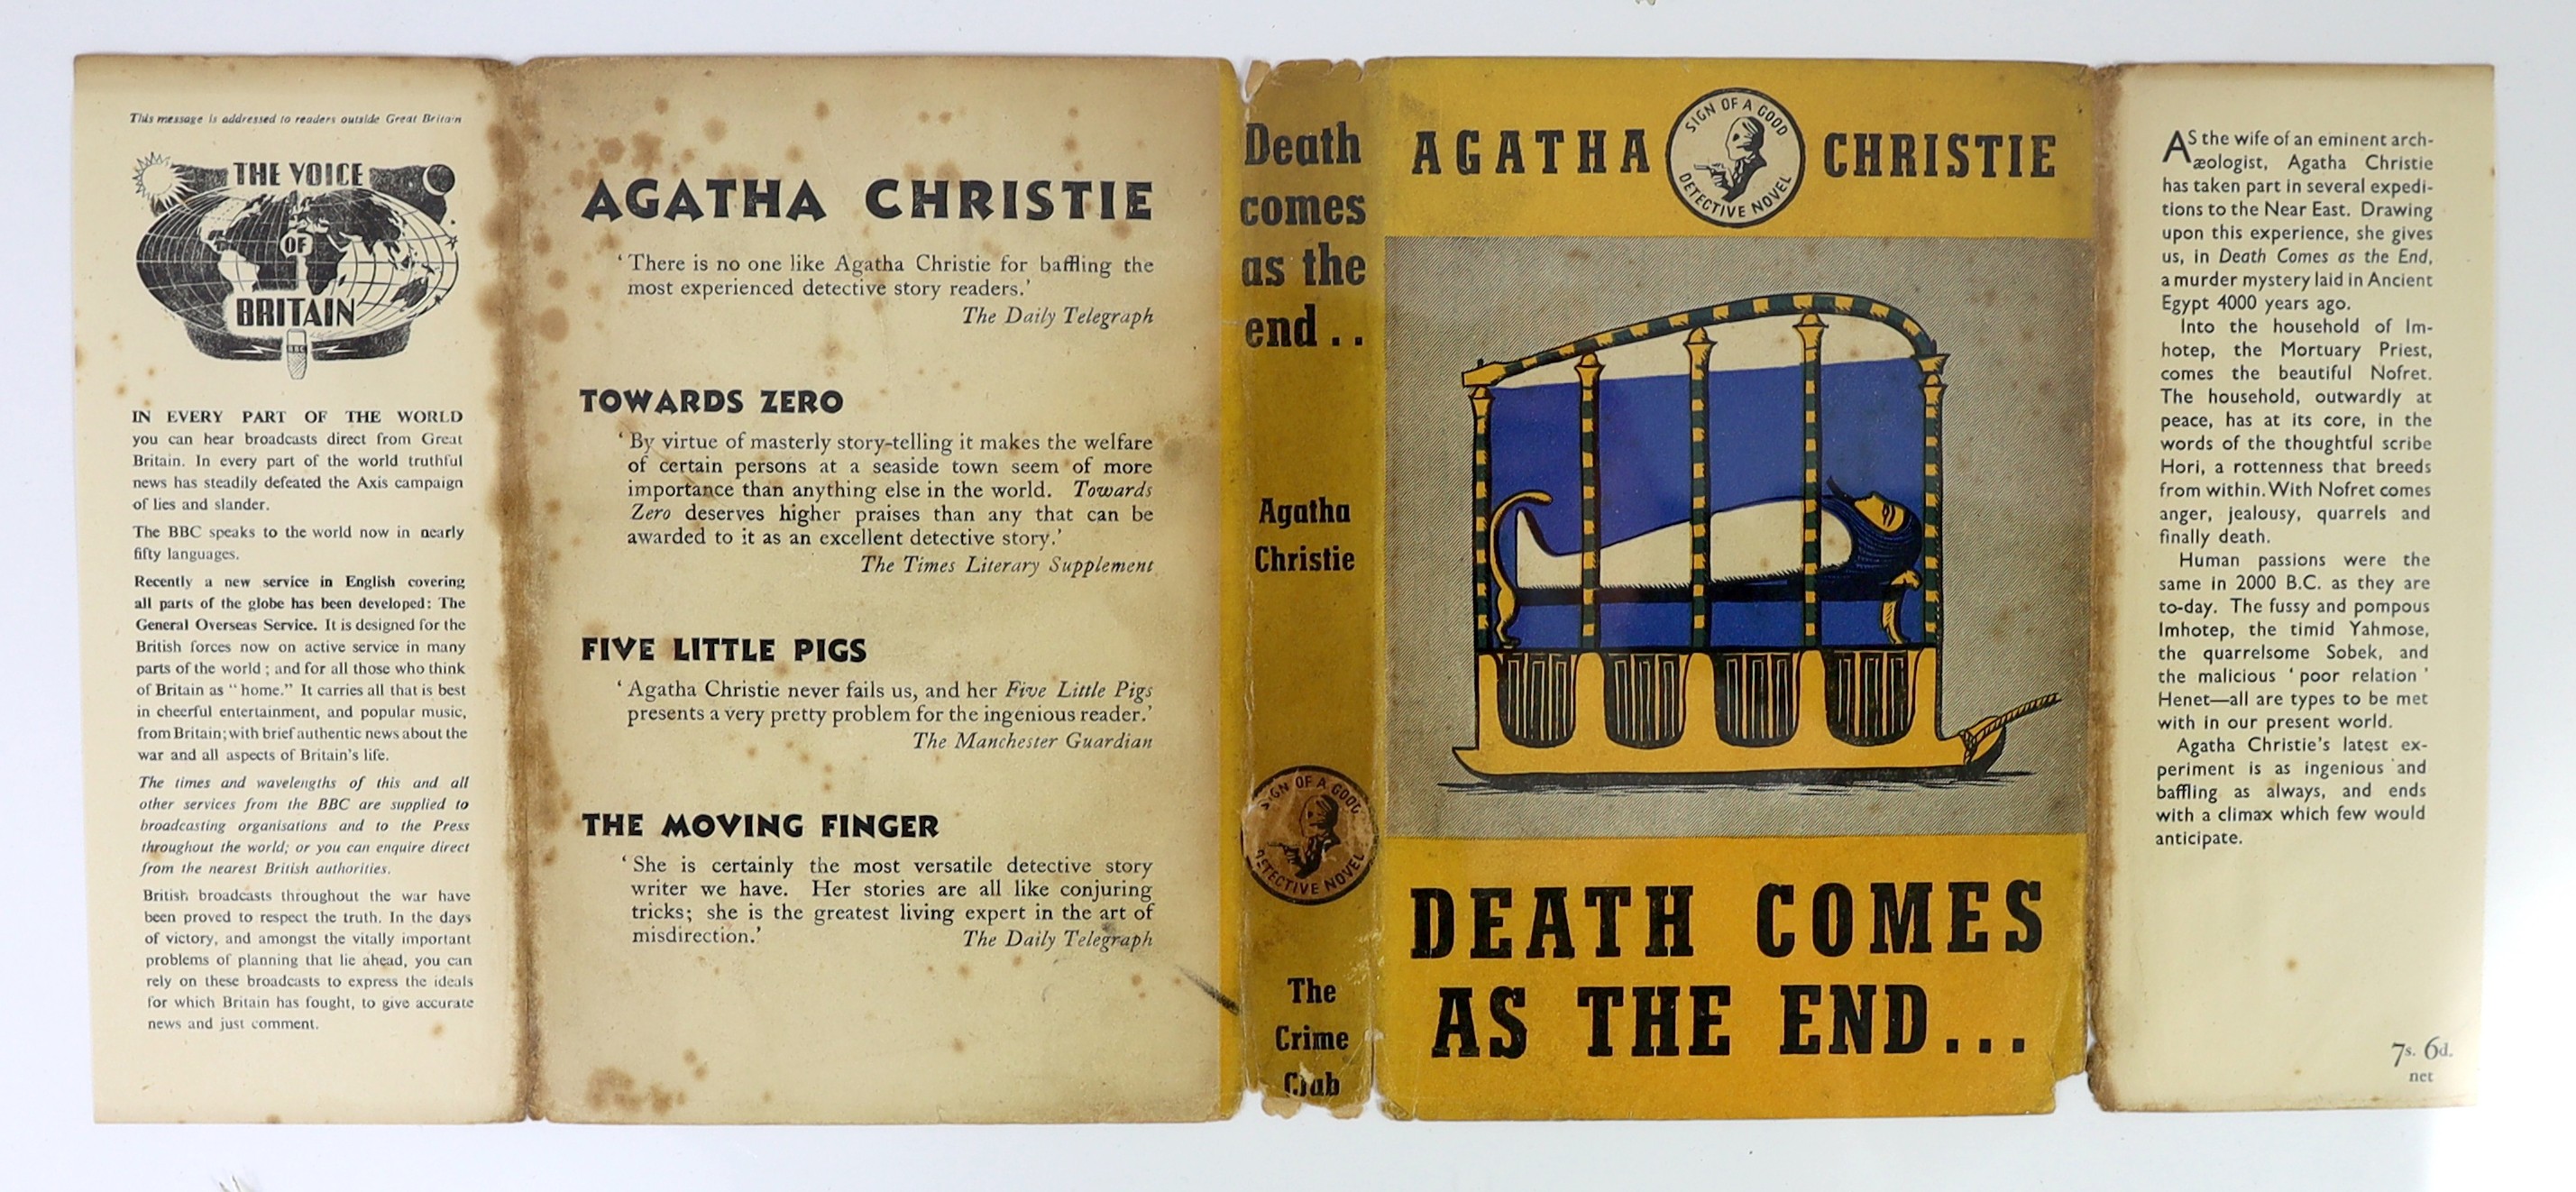 This message is addressed to readers outside Great Britain
THE VOICE
OF
BRITAIN
BBC
IN EVERY PART OF THE WORLD
you can hear broadcasts direct from Great
Britain. In every part of the world truthful
news has steadily defeated the Axis campaign
of lies and slander.
The BBC speaks to the world now in nearly
fifty languages.
Recently a new service in English covering
all parts of the globe has been developed: The
General Overseas Service. It is designed for the
British forces now on active service in many
parts of the world; and for all those who think
of Britain as "home." It carries all that is best
in cheerful entertainment, and popular music,
from Britain; with brief authentic news about the
war and all aspects of Britain's life.
The times and wavelengths of this and all
other services from the BBC are supplied to
broadcasting organisations and to the Press
throughout the world; or you can enquire direct
from the nearest British authorities.
British broadcasts throughout the war have
been proved to respect the truth. In the days
of victory, and amongst the vitally important
problems of planning that lie ahead, you can
rely on these broadcasts to express the ideals
for which Britain has fought, to give accurate
news and just comment.
AGATHA CHRISTIE
'There is no one like Agatha Christie for baffling the
most experienced detective story readers.'
The Daily Telegraph
TOWARDS ZERO
'By virtue of masterly story-telling it makes the welfare
of certain persons at a seaside town seem of more
importance than anything else in the world. Towards
Zero deserves higher praises than any that can be
awarded to it as an excellent detective story.'
The Times Literary Supplement
FIVE LITTLE PIGS
'Agatha Christie never fails us, and her Five Little Pigs
presents a very pretty problem for the ingenious reader.'
The Manchester Guardian
THE MOVING FINGER
'She is certainly the most versatile detective story
writer we have. Her stories are all like conjuring
tricks; she is the greatest living expert in the art of
misdirection.' The Daily Telegraph
Death
comes
as the
end..
Agatha
Christie
SIGN OF A GOOD
DETECTIVE NOVEL
The
Crime
Club
AGATHA CHRISTIE
SIGN OF A GOOD
DETECTIVE NOVEL
DEATH COMES
AS THE END...
AS the wife of an eminent arch-
æologist, Agatha Christie
has taken part in several expedi-
tions to the Near East. Drawing
upon this experience, she gives
us, in Death Comes as the End,
a murder mystery laid in Ancient
Egypt 4000 years ago.
Into the household of Im-
hotep, the Mortuary Priest,
comes the beautiful Nofret.
The household, outwardly at
peace, has at its core, in the
words of the thoughtful scribe
Hori, a rottenness that breeds
from within. With Nofret comes
anger, jealousy, quarrels and
finally death.
Human passions were the
same in 2000 B.C. as they are
to-day. The fussy and pompous
Imhotep, the timid Yahmose,
the quarrelsome Sobek, and
the malicious 'poor relation'
Henet—all are types to be met
with in our present world.
Agatha Christie's latest ex-
periment is as ingenious and
baffling as always, and ends
with a climax which few would
anticipate.
7s. 6d.
net